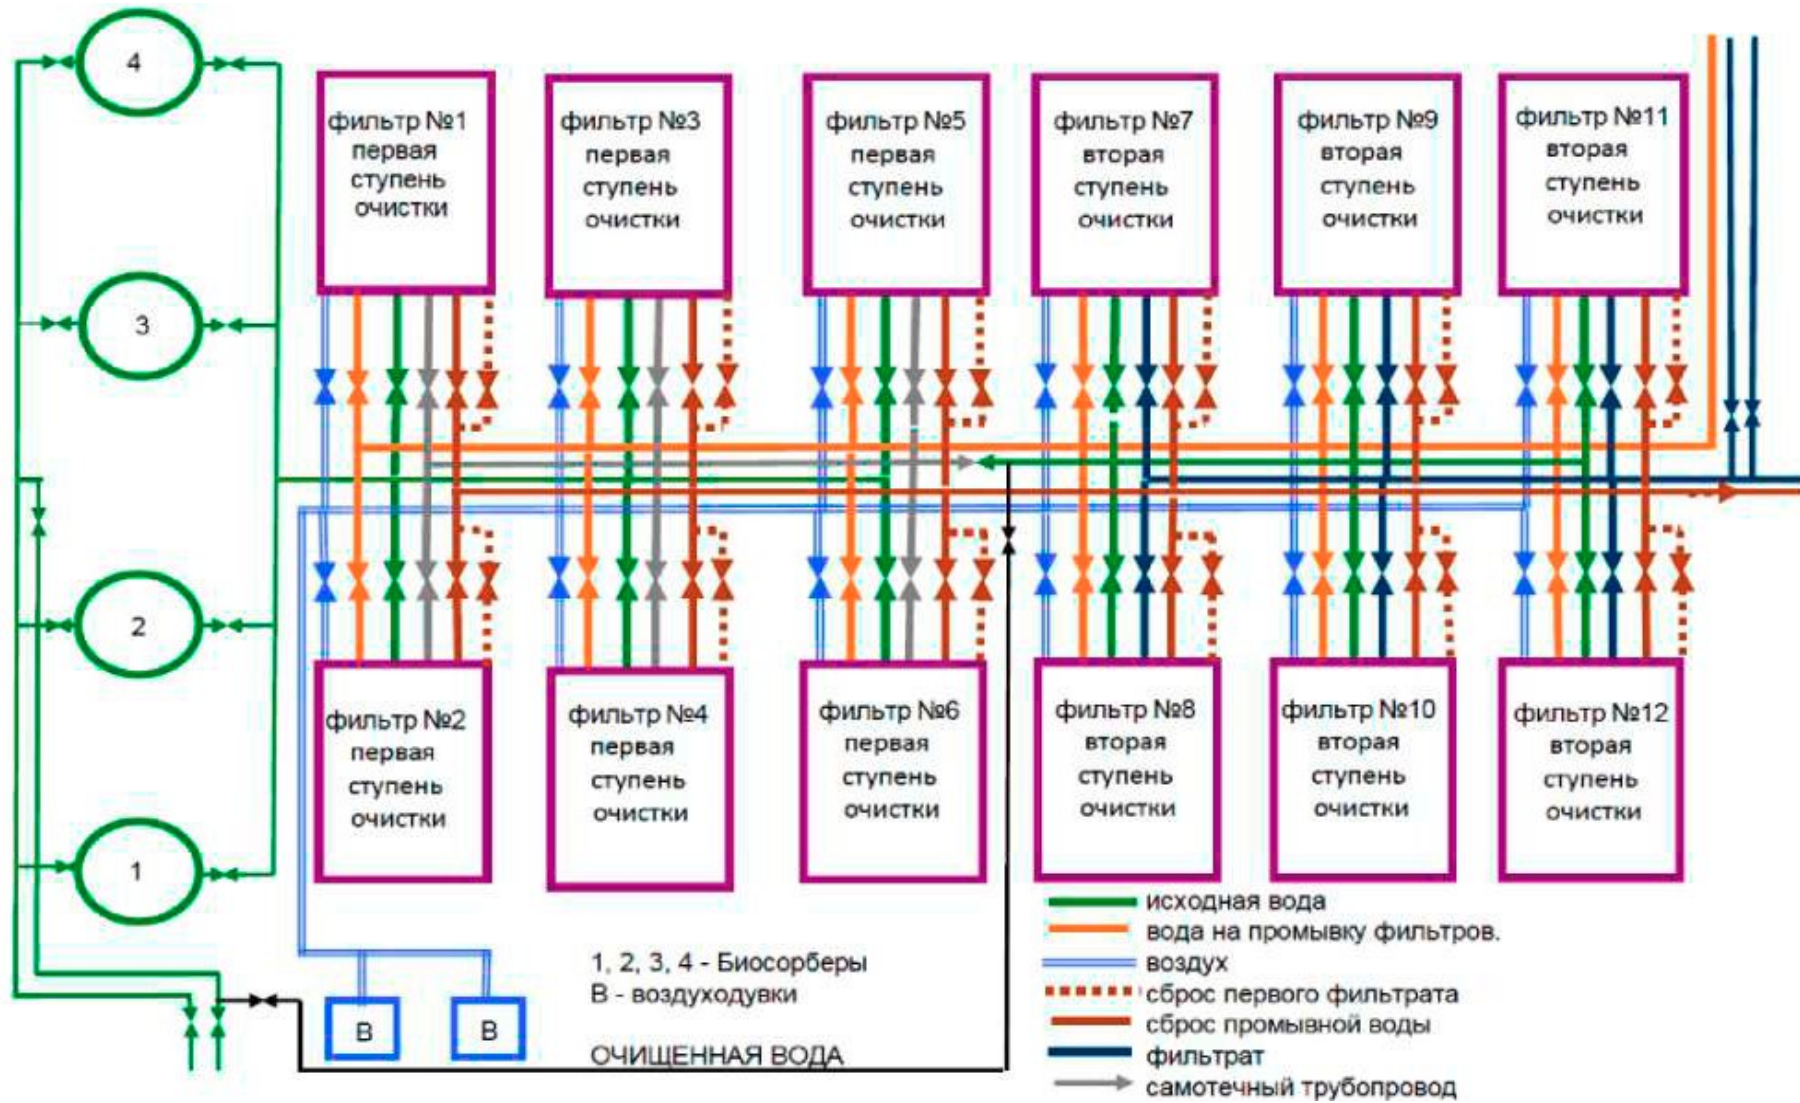 4
3
2
1
фильтр №1
первая
ступень
очистки
фильтр №3
первая
ступень
очистки
фильтр №5
первая
ступень
очистки
фильтр №7
вторая
ступень
очистки
фильтр №9
вторая
ступень
очистки
фильтр №11
вторая
ступень
очистки
фильтр №2
первая
ступень
очистки
фильтр №4
первая
ступень
очистки
фильтр №6
первая
ступень
очистки
фильтр №8
вторая
ступень
очистки
фильтр №10
вторая
ступень
очистки
фильтр №12
вторая
ступень
очистки
В
В
1, 2, 3, 4 - Биосорберы
В - воздуходувки
ОЧИЩЕННАЯ ВОДА
исходная вода
вода на промывку фильтров.
воздух
сброс первого фильтрата
сброс промывной воды
фильтрат
самотечный трубопровод